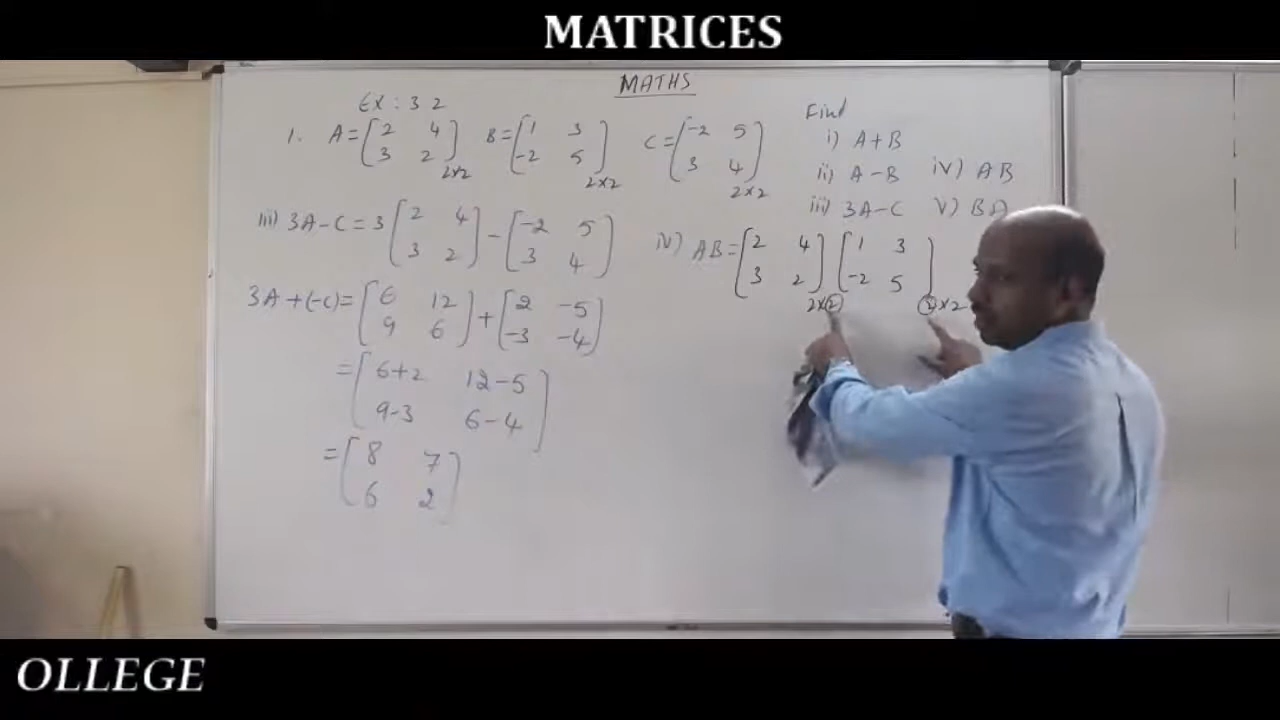 MATRICES
MATHS
Ex : 3 2
1. A = [2 4
3 2] 2×2 B = [1 3
-2 5] 2×2 C = [-2 5
3 4] 2×2
Find
i) A+B
ii) A-B iv) AB
iii) 3A-C v) BA
iii) 3A-C = 3 [2 4
3 2] - [-2 5
3 4]
3A+(-C) = [6 12
9 6] + [2 -5
-3 -4]
= [6+2 12-5
9-3 6-4]
= [8 7
6 2]
iv) AB = [2 4
3 2] 2×2 [1 3
-2 5] 2×2
OLLEGE